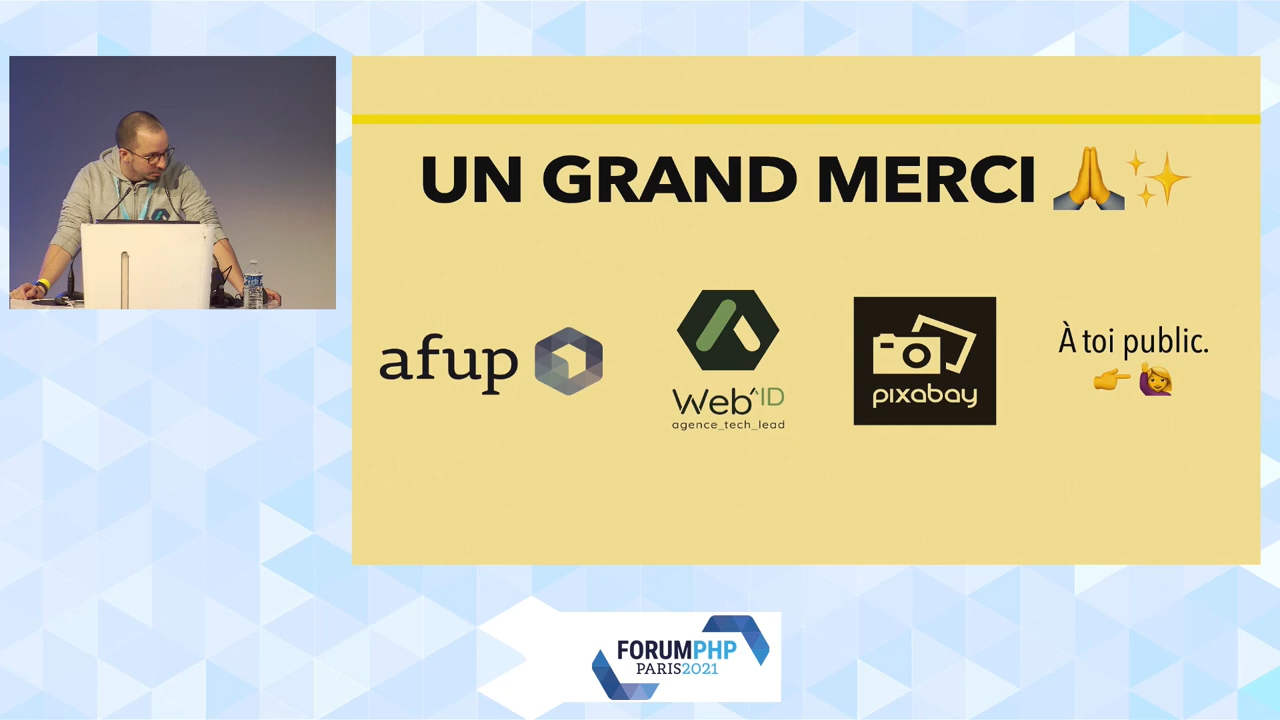 UN GRAND MERCI 🙏✨
afup
Web^ID
agence_tech_lead
pixabay
À toi public.
👉 🙋‍♀️
FORUMPHP
PARIS2021